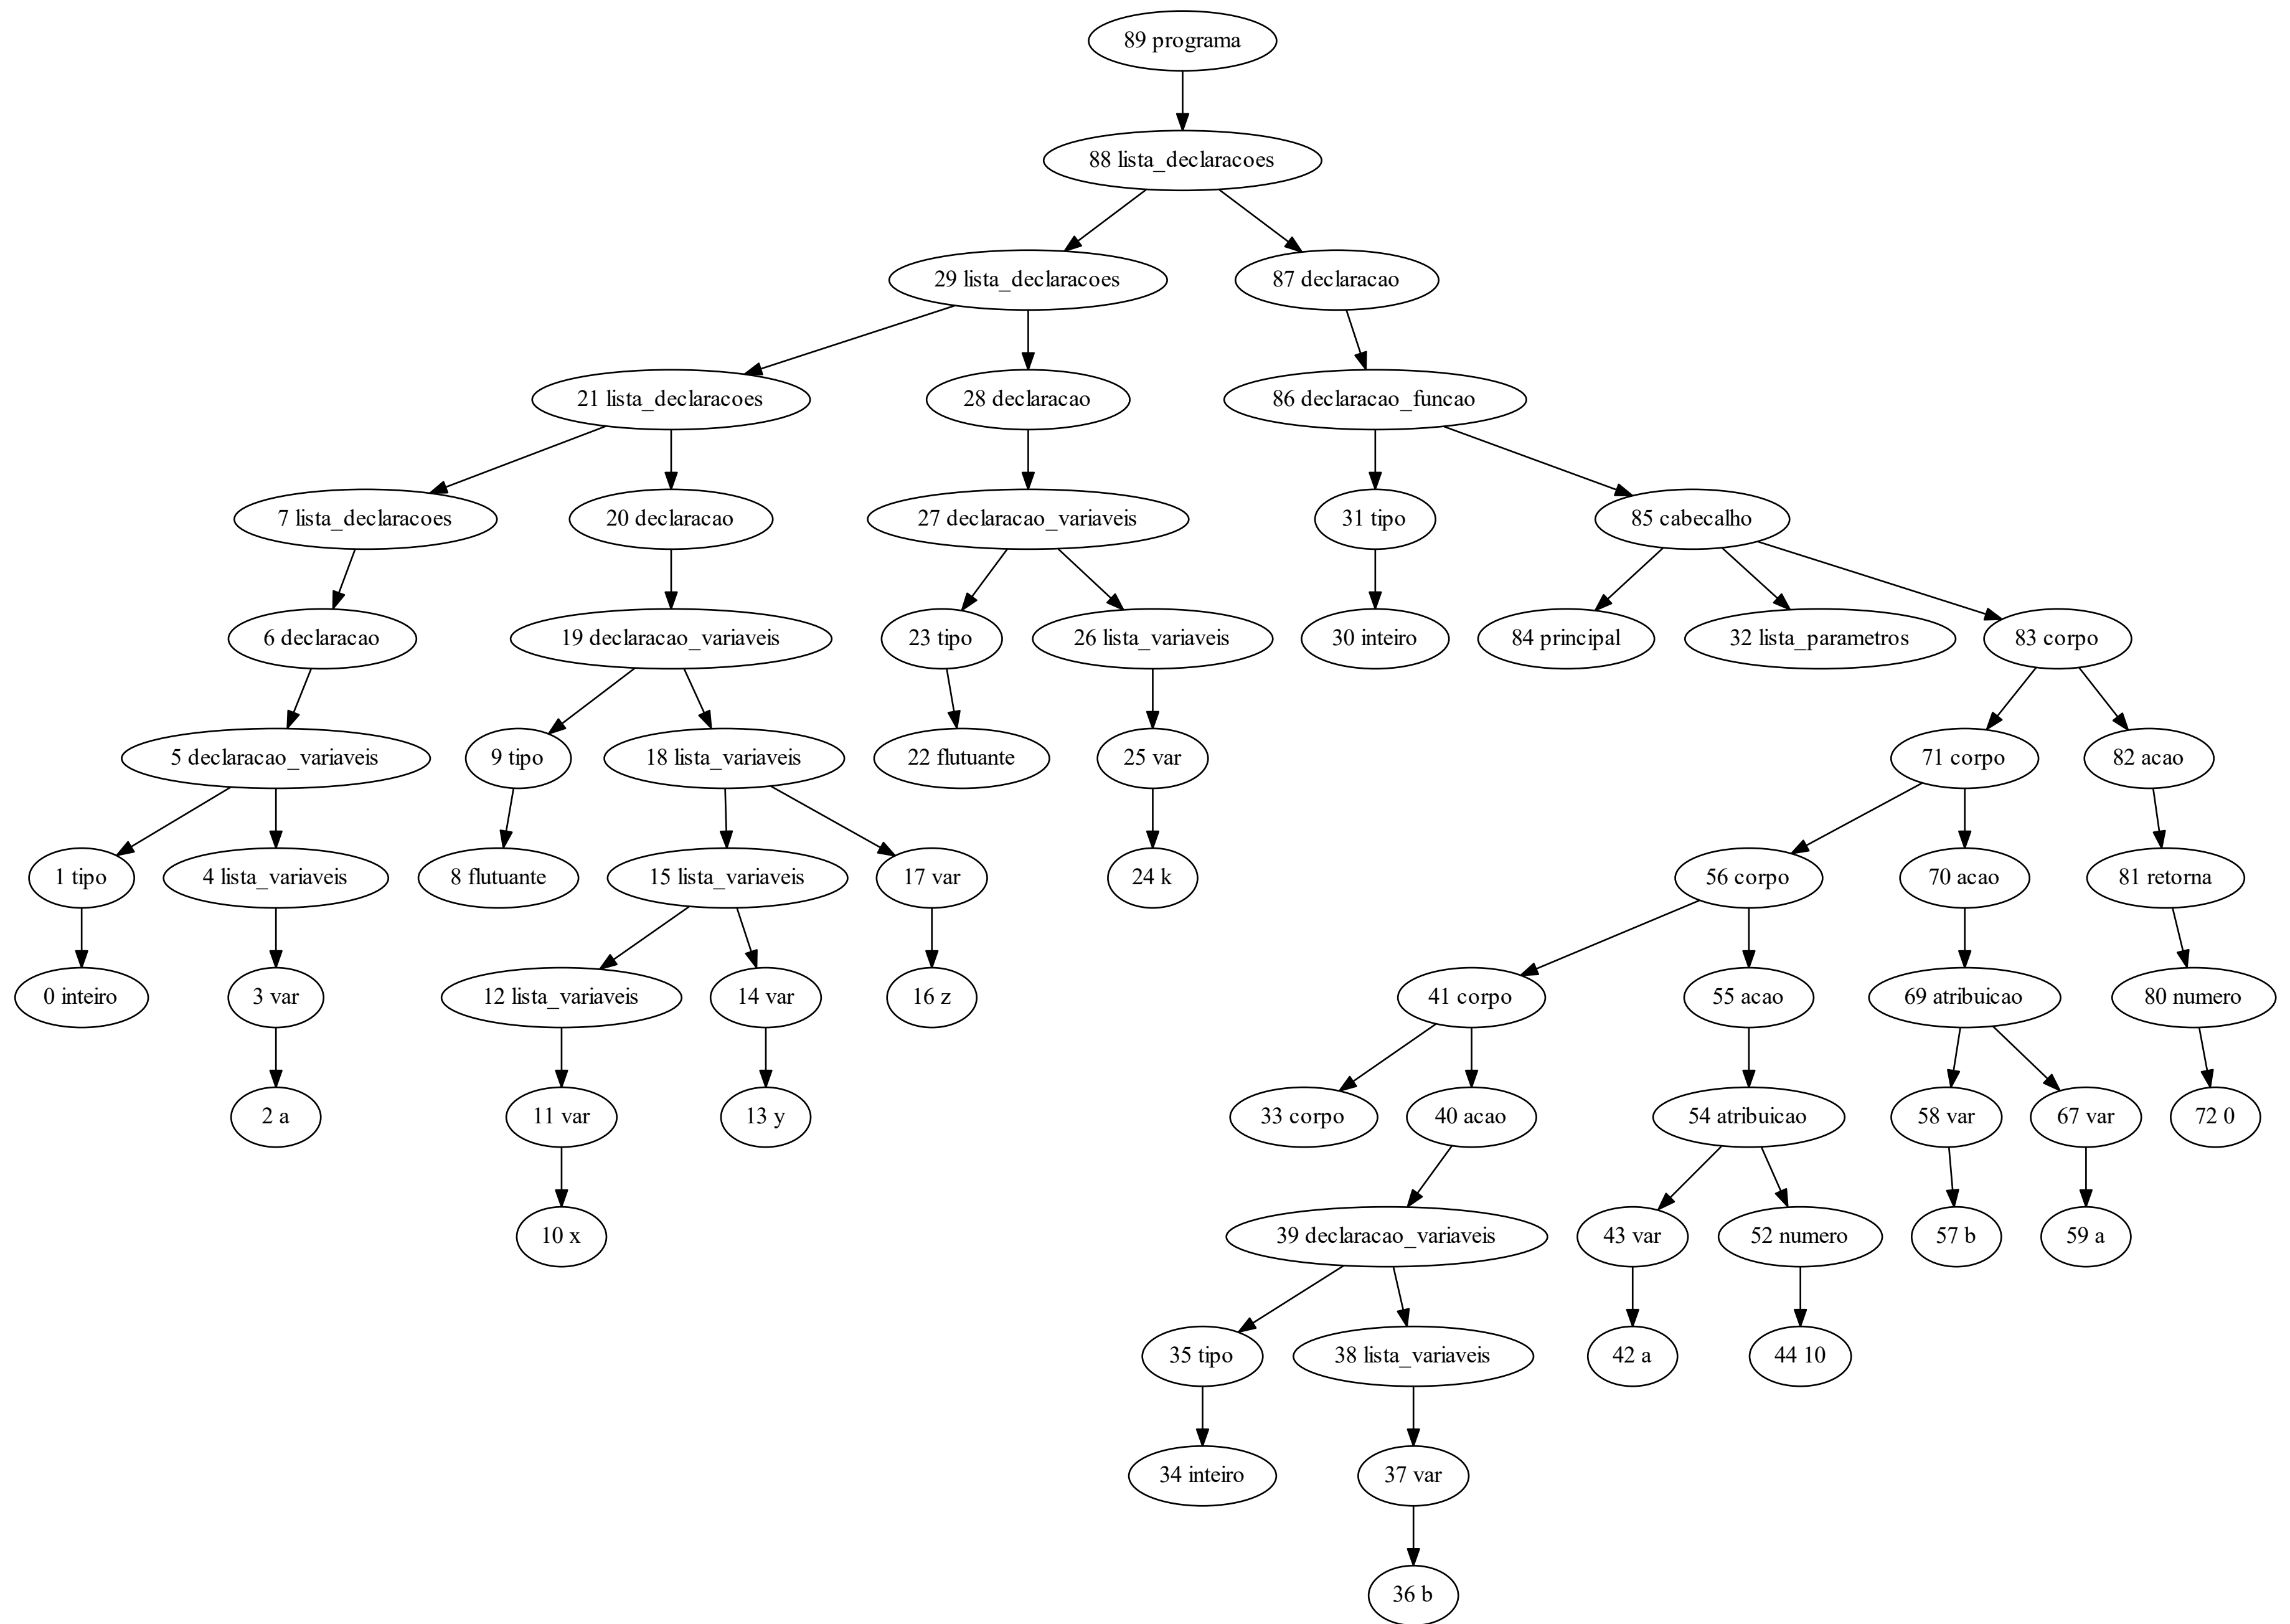 89 programa
88 lista_declaracoes
29 lista_declaracoes
87 declaracao
21 lista_declaracoes
28 declaracao
86 declaracao_funcao
7 lista_declaracoes
20 declaracao
27 declaracao_variaveis
31 tipo
85 cabecalho
6 declaracao
19 declaracao_variaveis
23 tipo
26 lista_variaveis
30 inteiro
84 principal
32 lista_parametros
83 corpo
5 declaracao_variaveis
9 tipo
18 lista_variaveis
22 flutuante
25 var
71 corpo
82 acao
1 tipo
4 lista_variaveis
8 flutuante
15 lista_variaveis
17 var
24 k
56 corpo
70 acao
81 retorna
0 inteiro
3 var
12 lista_variaveis
14 var
16 z
41 corpo
55 acao
69 atribuicao
80 numero
2 a
11 var
13 y
33 corpo
40 acao
54 atribuicao
58 var
67 var
72 0
10 x
39 declaracao_variaveis
43 var
52 numero
57 b
59 a
35 tipo
38 lista_variaveis
42 a
44 10
34 inteiro
37 var
36 b